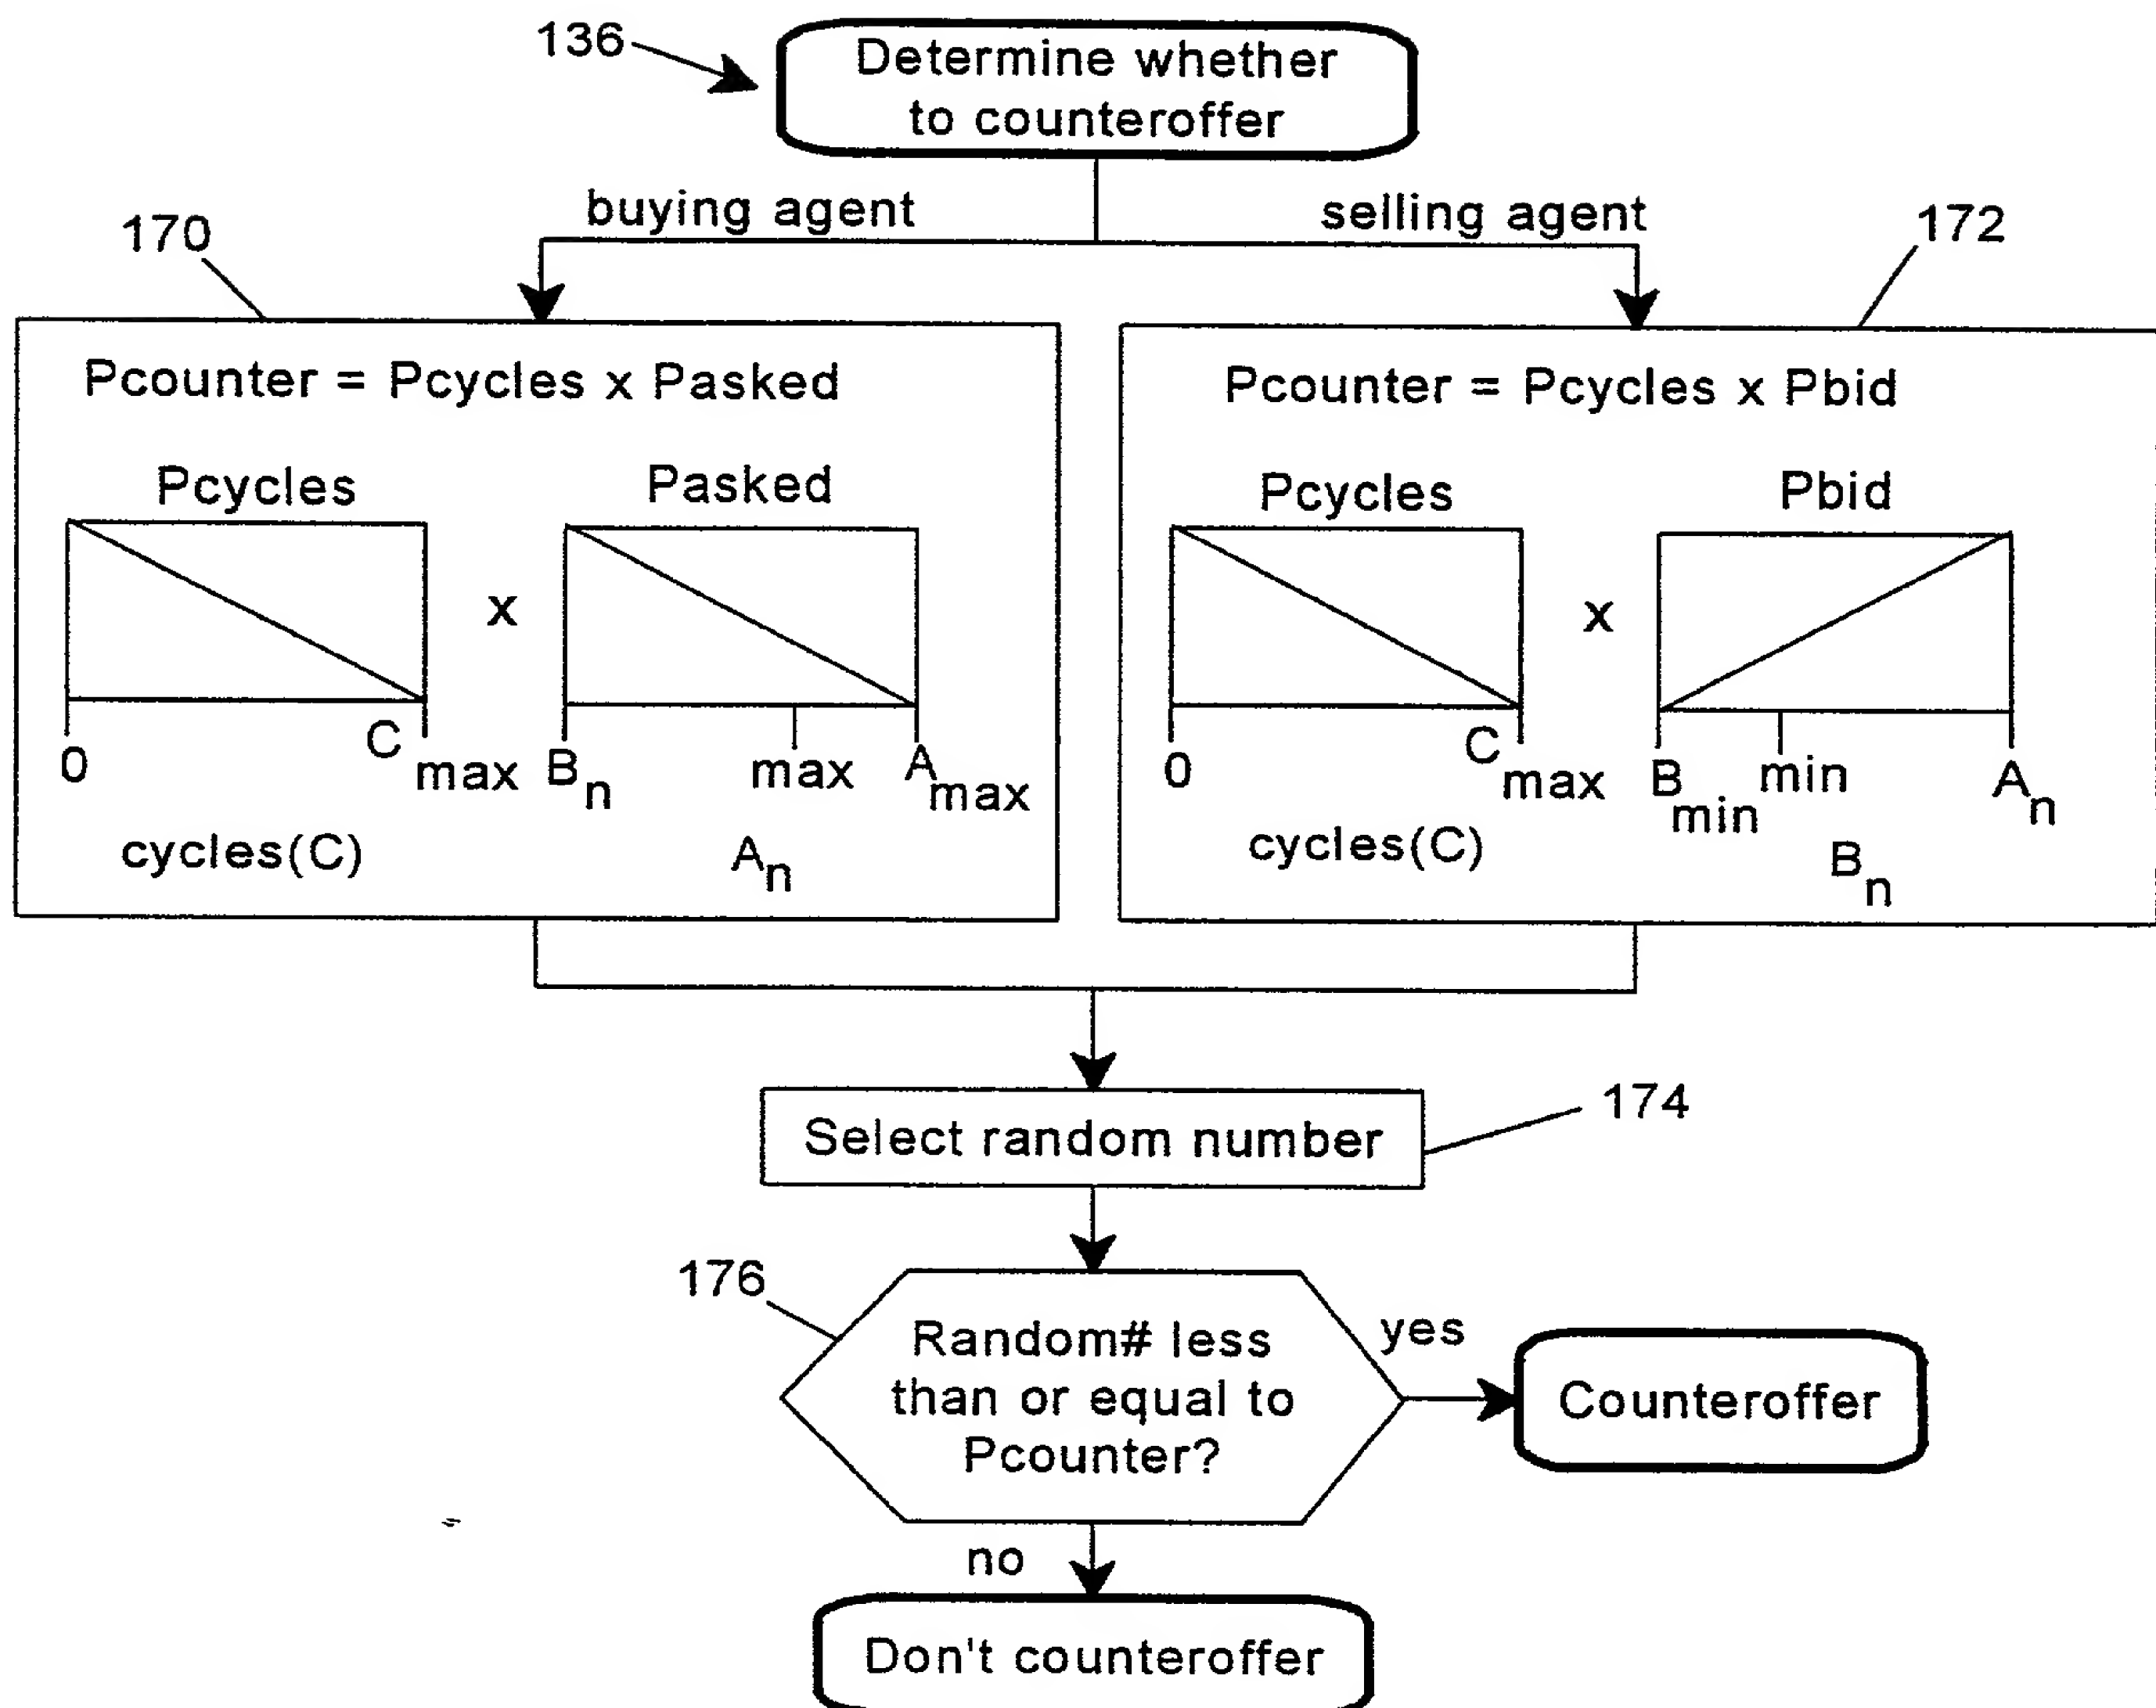 136
Determine whether
to counteroffer
buying agent
selling agent
170
172
Pcounter = Pcycles x Pasked
Pcycles
Pasked
x
0
C max
B n
max
A max
cycles(C)
A n
Pcounter = Pcycles x Pbid
Pcycles
Pbid
x
0
C max
B min
min
A n
cycles(C)
B n
Select random number
174
176
Random# less
than or equal to
Pcounter?
yes
Counteroffer
no
Don't counteroffer